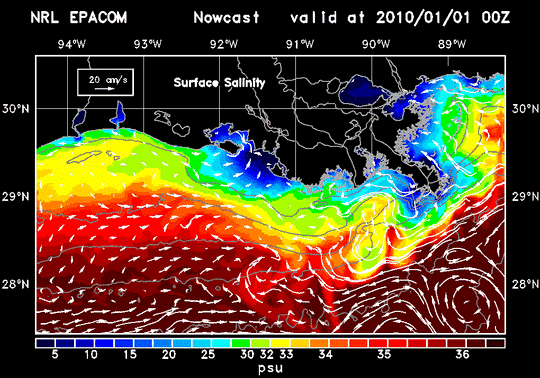 NRL EPACOM Nowcast valid at 2010/01/01 00Z
94°W 93°W 92°W 91°W 90°W 89°W
20 cm/s
Surface Salinity
30°N
30°N
29°N
29°N
28°N
28°N
5 10 15 20 25 30 32 33 34 35 36
psu